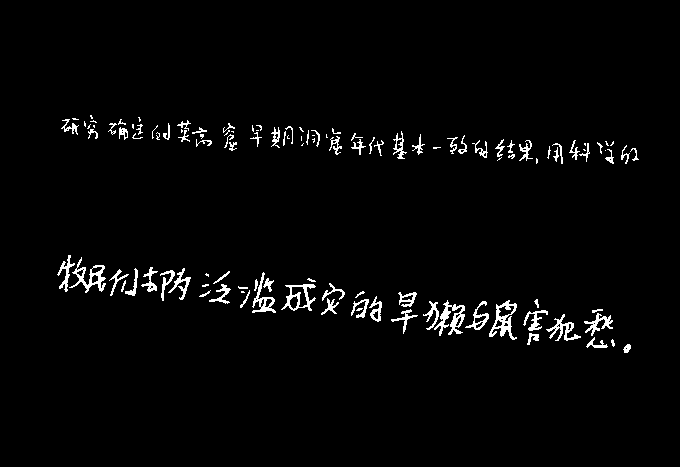 研究确定的莫高窟早期洞窟年代基本一致的结果,用科学的
牧民们却为泛滥成灾的旱獭与鼠害犯愁。